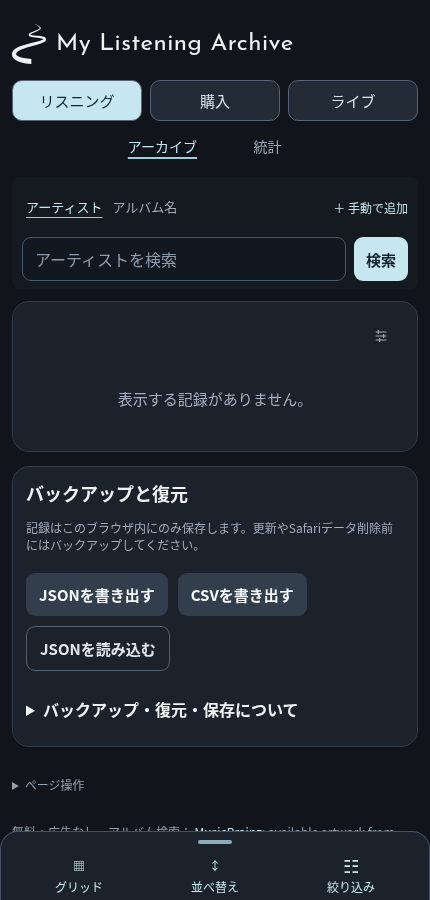 My Listening Archive
リスニング 購入 ライブ
アーカイブ 統計
アーティスト アルバム名 ＋ 手動で追加
アーティストを検索 検索
表示する記録がありません。
バックアップと復元
記録はこのブラウザ内にのみ保存します。更新やSafariデータ削除前
にはバックアップしてください。
JSONを書き出す CSVを書き出す
JSONを読み込む
▶ バックアップ・復元・保存について
▶ ページ操作
グリッド 並べ替え 絞り込み